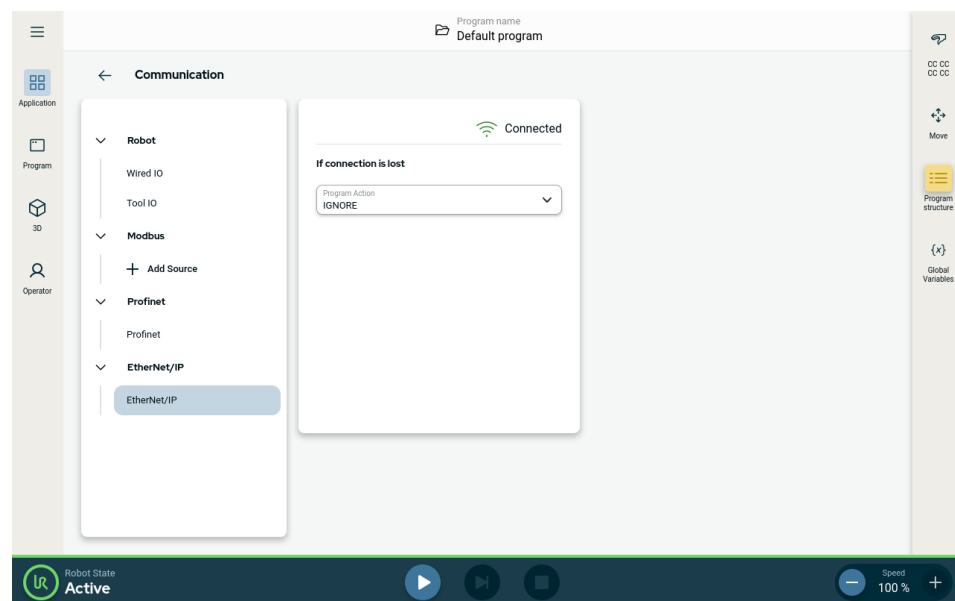 Program name
Default program
Application
Program
3D
Operator
Communication
Robot
Wired IO
Tool IO
Modbus
Add Source
Profinet
Profinet
EtherNet/IP
EtherNet/IP
Connected
If connection is lost
Program Action
IGNORE
CC CC
CC CC
Move
Program
structure
{x}
Global
Variables
Robot State
Active
Speed
100 %